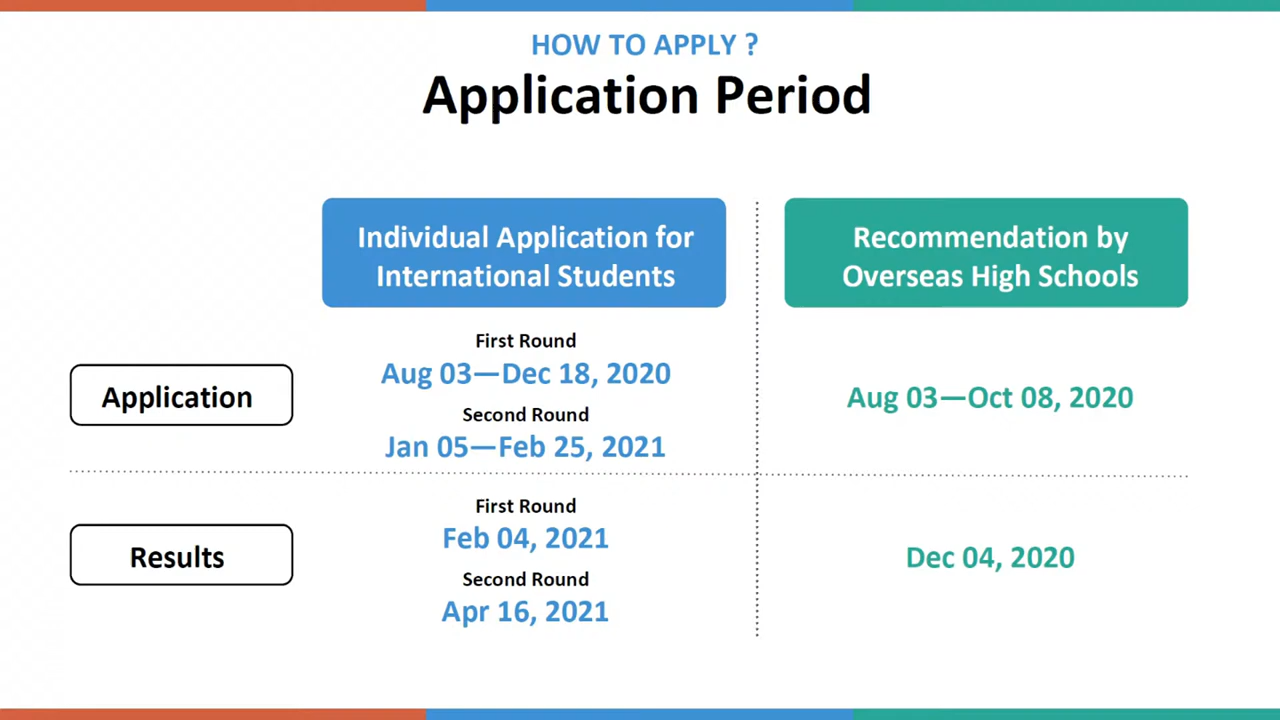 HOW TO APPLY ?
Application Period
Individual Application for
International Students
Recommendation by
Overseas High Schools
Application
First Round
Aug 03—Dec 18, 2020
Second Round
Jan 05—Feb 25, 2021
Aug 03—Oct 08, 2020
Results
First Round
Feb 04, 2021
Second Round
Apr 16, 2021
Dec 04, 2020